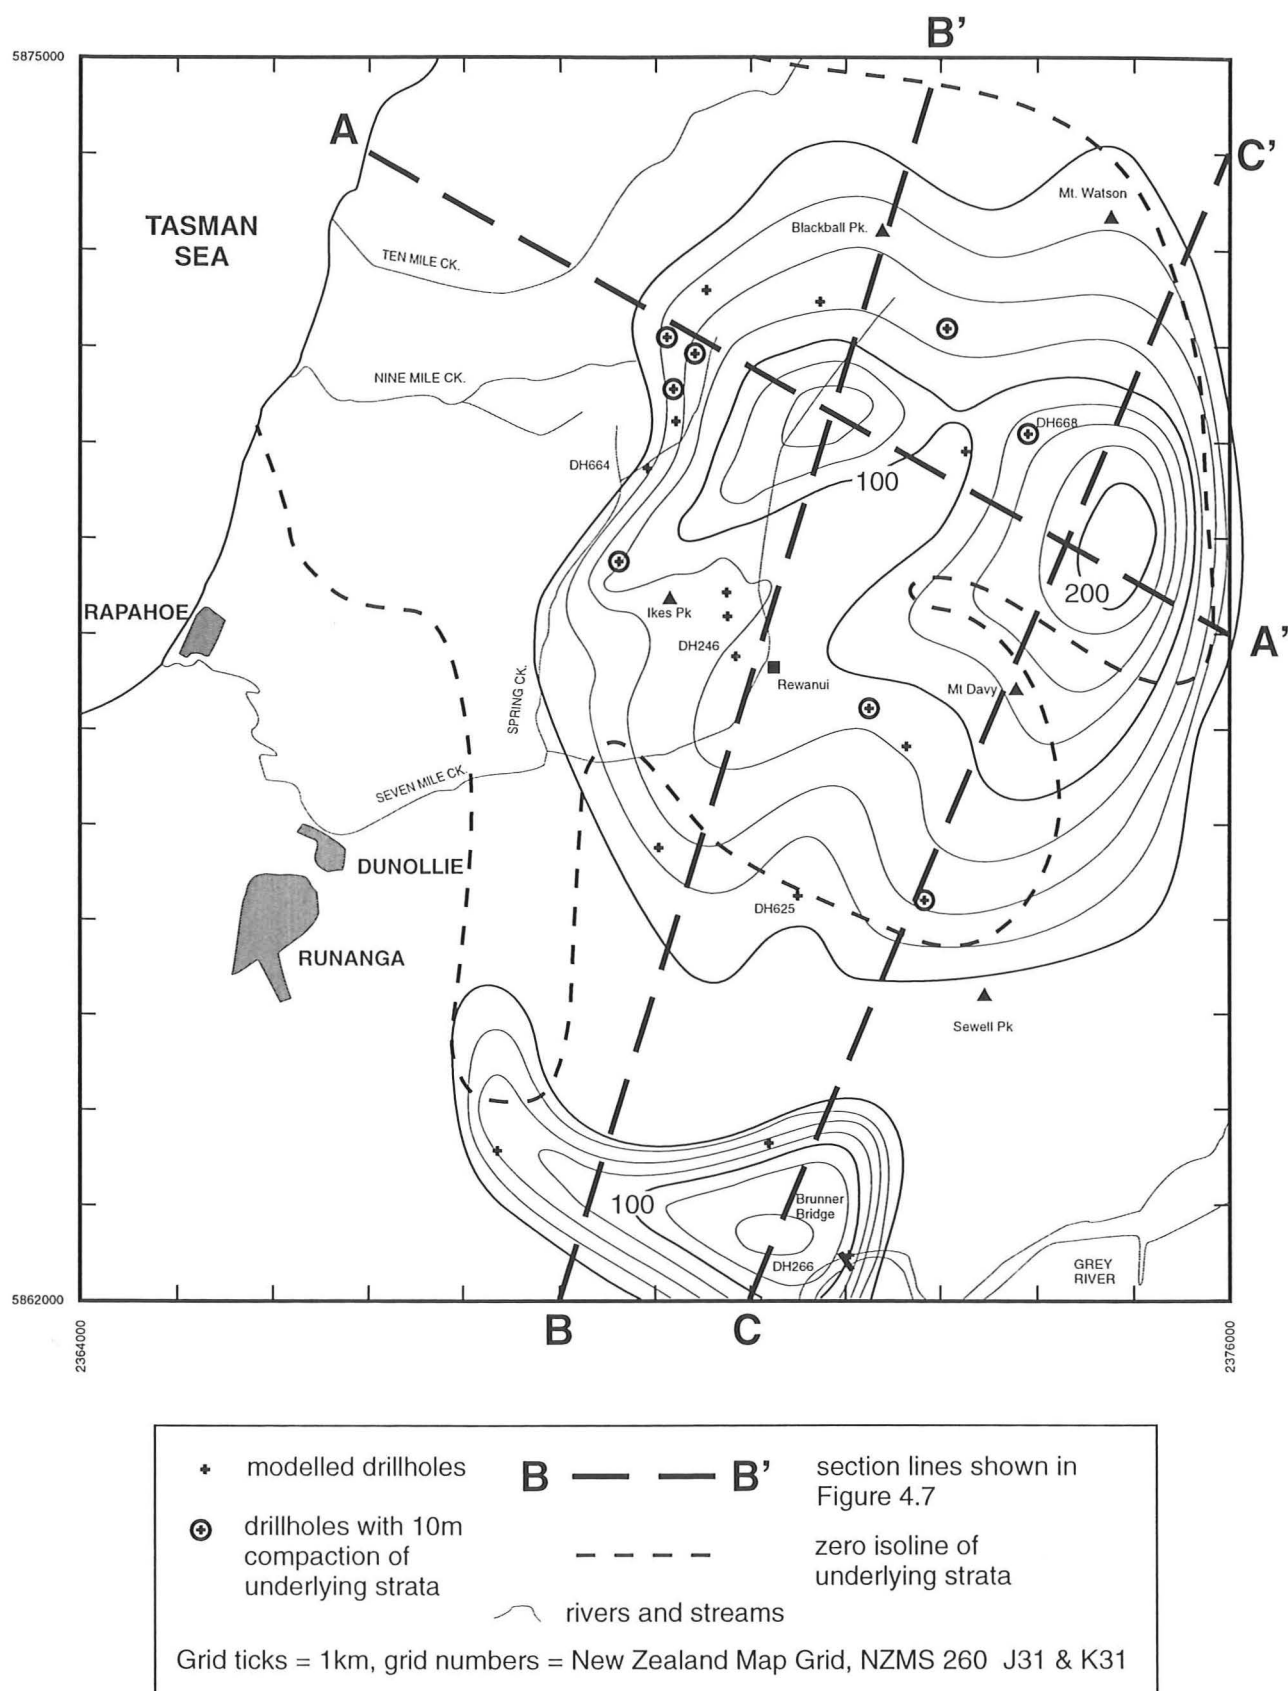 B'
5875000
A
C'
Mt. Watson
TASMAN
SEA
Blackball Pk.
TEN MILE CK.
NINE MILE CK.
DH668
DH664
100
200
RAPAHOE
Ikes Pk
A'
DH246
Rewanui
Mt Davy
SPRING CK.
SEVEN MILE CK.
DUNOLLIE
DH625
RUNANGA
Sewell Pk
100
Brunner
Bridge
DH266
GREY
RIVER
5862000
B
C
2364000
2376000
modelled drillholes
B
B'
section lines shown in
Figure 4.7
drillholes with 10m
compaction of
underlying strata
zero isoline of
underlying strata
rivers and streams
Grid ticks = 1km, grid numbers = New Zealand Map Grid, NZMS 260 J31 & K31